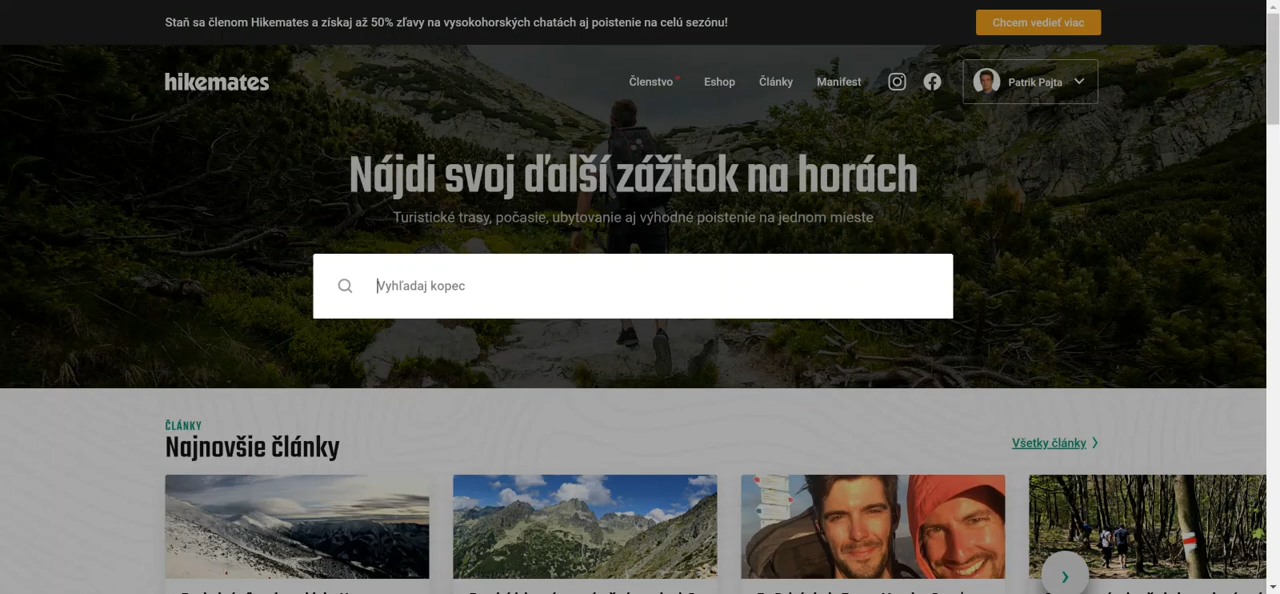 Staň sa členom Hikemates a získaj až 50% zľavy na vysokohorských chatách aj poistenie na celú sezónu!
Chcem vedieť viac
hikemates
Členstvo
Eshop
Články
Manifest
Patrik Pajta
Nájdi svoj ďalší zážitok na horách
Turistické trasy, počasie, ubytovanie aj výhodné poistenie na jednom mieste
Vyhľadaj kopec
ČLÁNKY
Najnovšie články
Všetky články